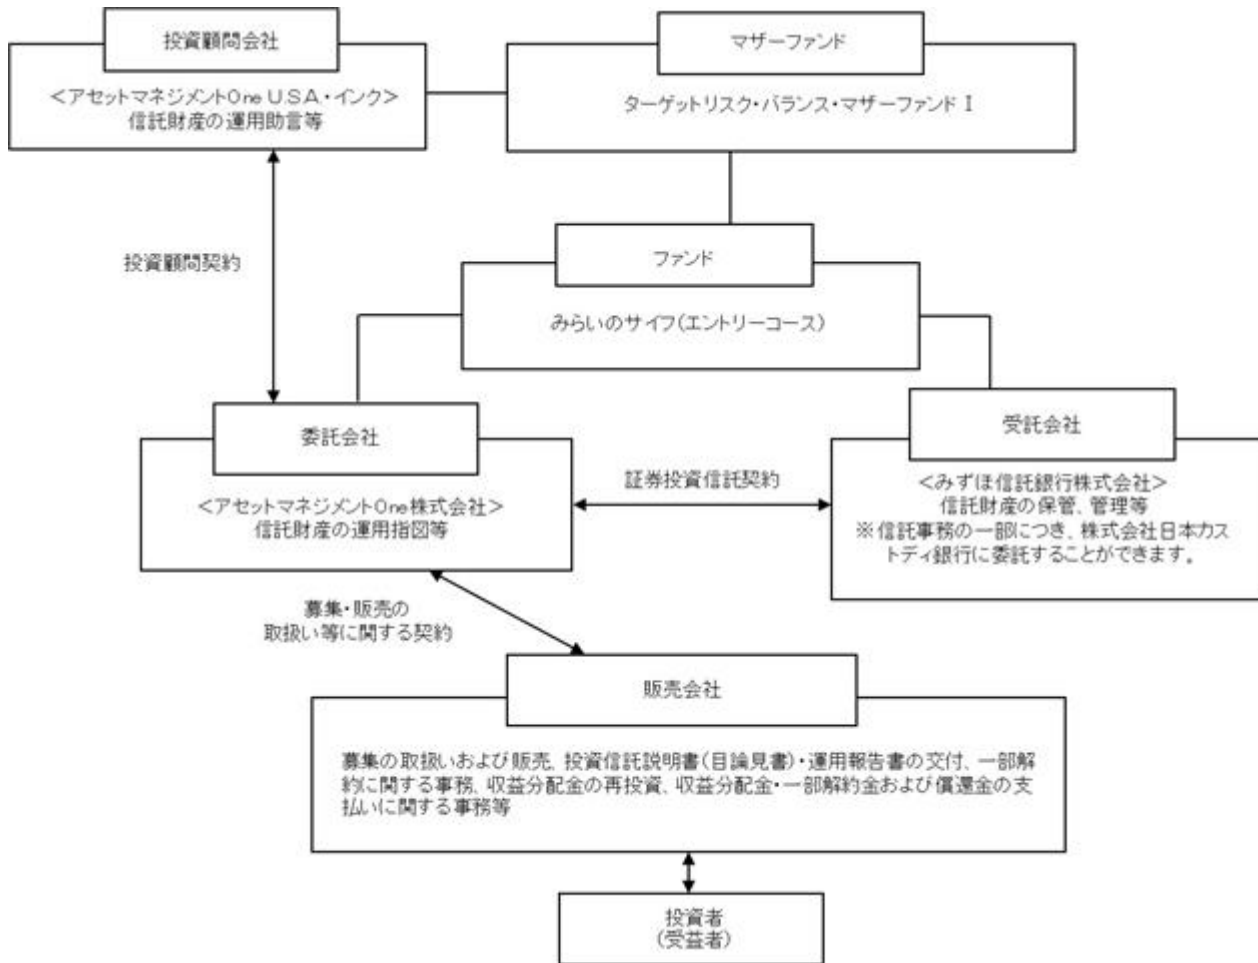 投資顧問会社
<アセットマネジメントOne U.S.A.・インク>
信託財産の運用助言等
マザーファンド
ターゲットリスク・バランス・マザーファンド Ⅰ
投資顧問契約
ファンド
みらいのサイフ(エントリーコース)
委託会社
<アセットマネジメントOne株式会社>
信託財産の運用指図等
証券投資信託契約
受託会社
<みずほ信託銀行株式会社>
信託財産の保管、管理等
※信託事務の一部につき、株式会社日本カス
トディ銀行に委託することができます。
募集・販売の
取扱い等に関する契約
販売会社
募集の取扱いおよび販売、投資信託説明書(目論見書)・運用報告書の交付、一部解
約に関する事務、収益分配金の再投資、収益分配金・一部解約金および償還金の支
払いに関する事務等
投資者
(受益者)